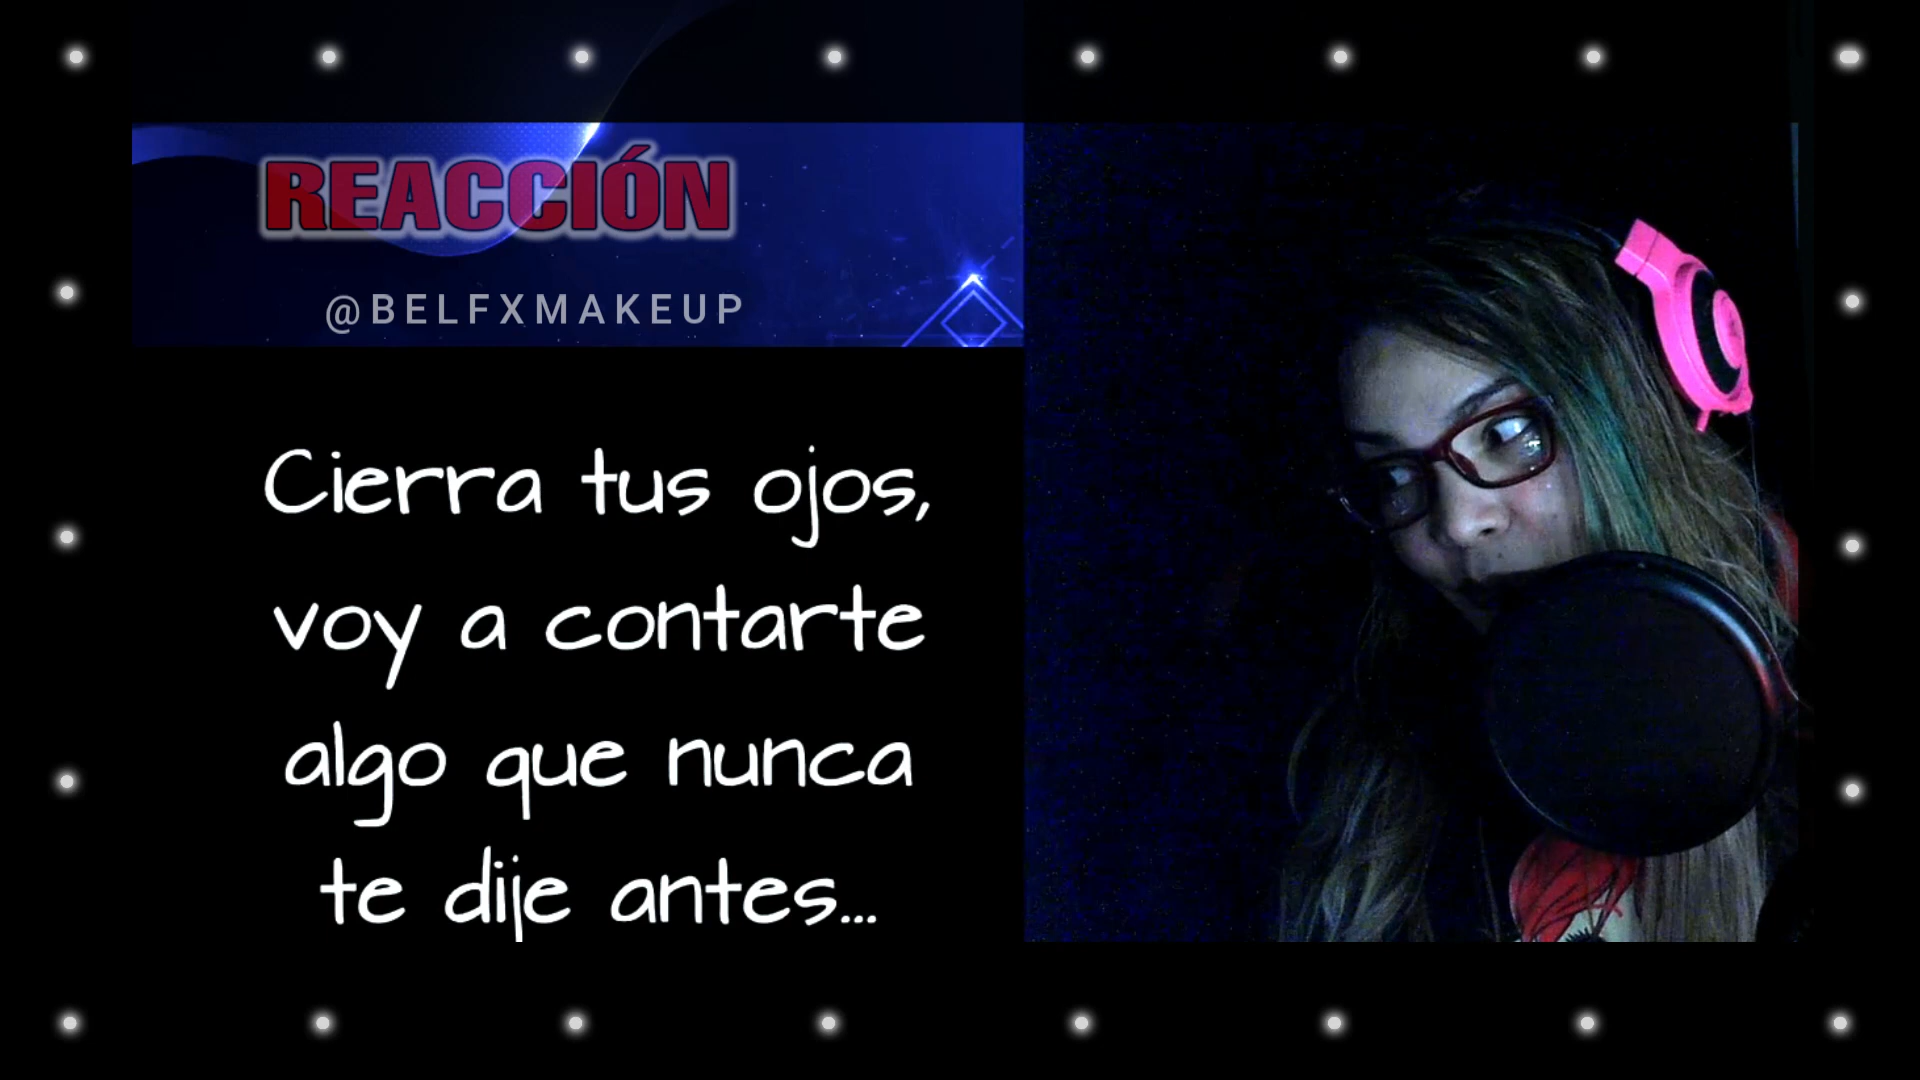 REACCIÓN
@BELFXMAKEUP
Cierra tus ojos,
voy a contarte
algo que nunca
te dije antes...